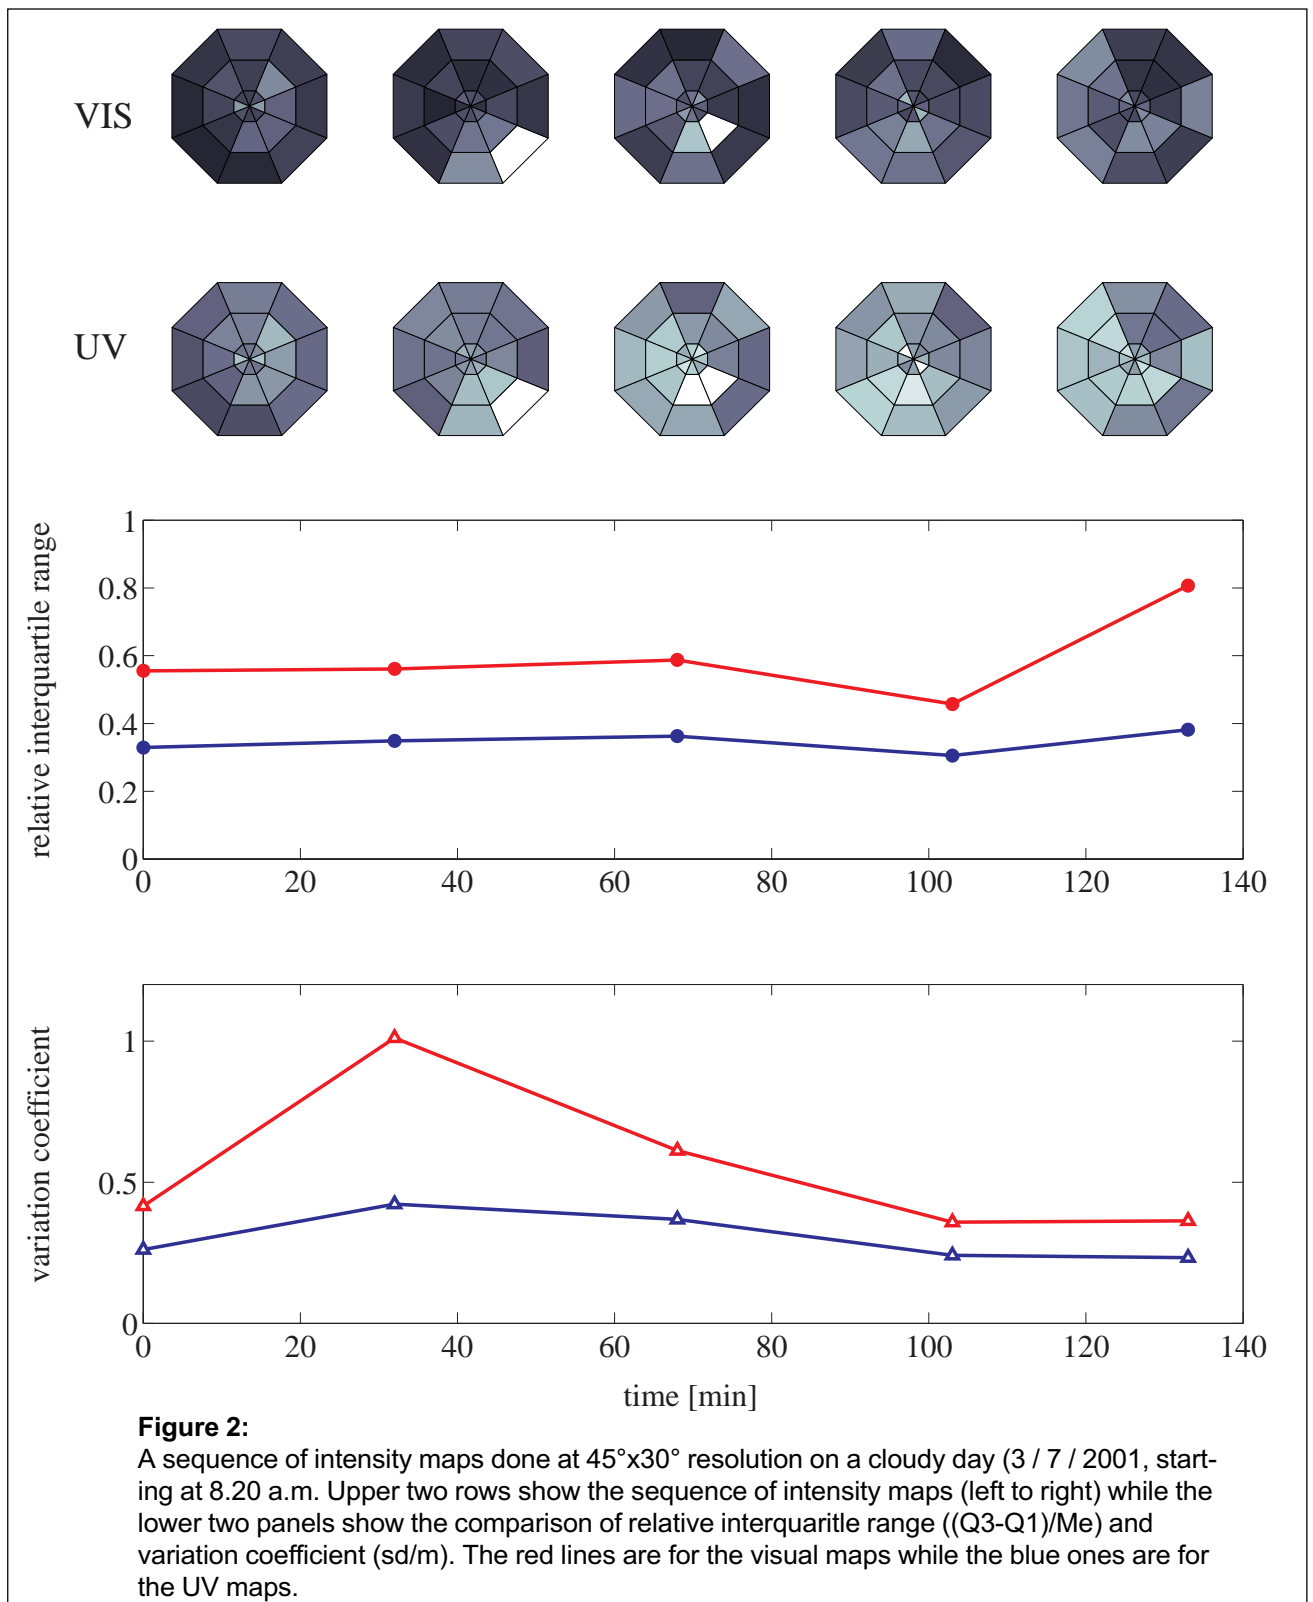 VIS
UV
relative interquartile range
1
0.8
0.6
0.4
0.2
0
0 20 40 60 80 100 120 140
variation coefficient
1
0.5
0
0 20 40 60 80 100 120 140
time [min]
Figure 2:
A sequence of intensity maps done at 45°x30° resolution on a cloudy day (3 / 7 / 2001, start-
ing at 8.20 a.m. Upper two rows show the sequence of intensity maps (left to right) while the
lower two panels show the comparison of relative interquaritle range ((Q3-Q1)/Me) and
variation coefficient (sd/m). The red lines are for the visual maps while the blue ones are for
the UV maps.